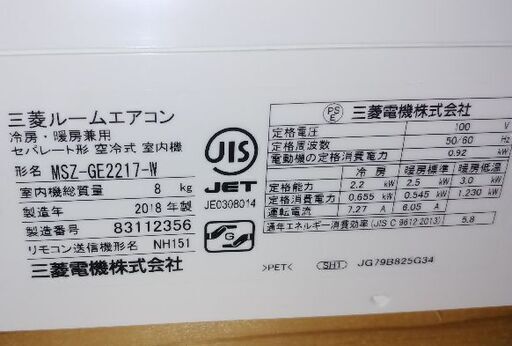 三菱ルームエアコン
冷房・暖房兼用
セパレート形 空冷式 室内機
形名 MSZ-GE2217-W
室内機総質量 8 kg
製造年 2018 年製
製造番号 83112356
リモコン送信機形名 NH151
三菱電機株式会社
JIS
JET
JE0308014
G
PS
E
三菱電機株式会社
定格電圧 100 V
定格周波数 50/60 Hz
電動機の定格消費電力 0.92 kW
冷房 暖房標準 暖房低温
定格能力 2.2 kW 2.5 kW 3.0 kW
定格消費電力 0.655 kW 0.545 kW 1.230 kW
運転電流 7.27 A 6.05 A
通年エネルギー消費効率 (JIS C 9612:2013) 5.8
>PET< SH1 JG79B825G34